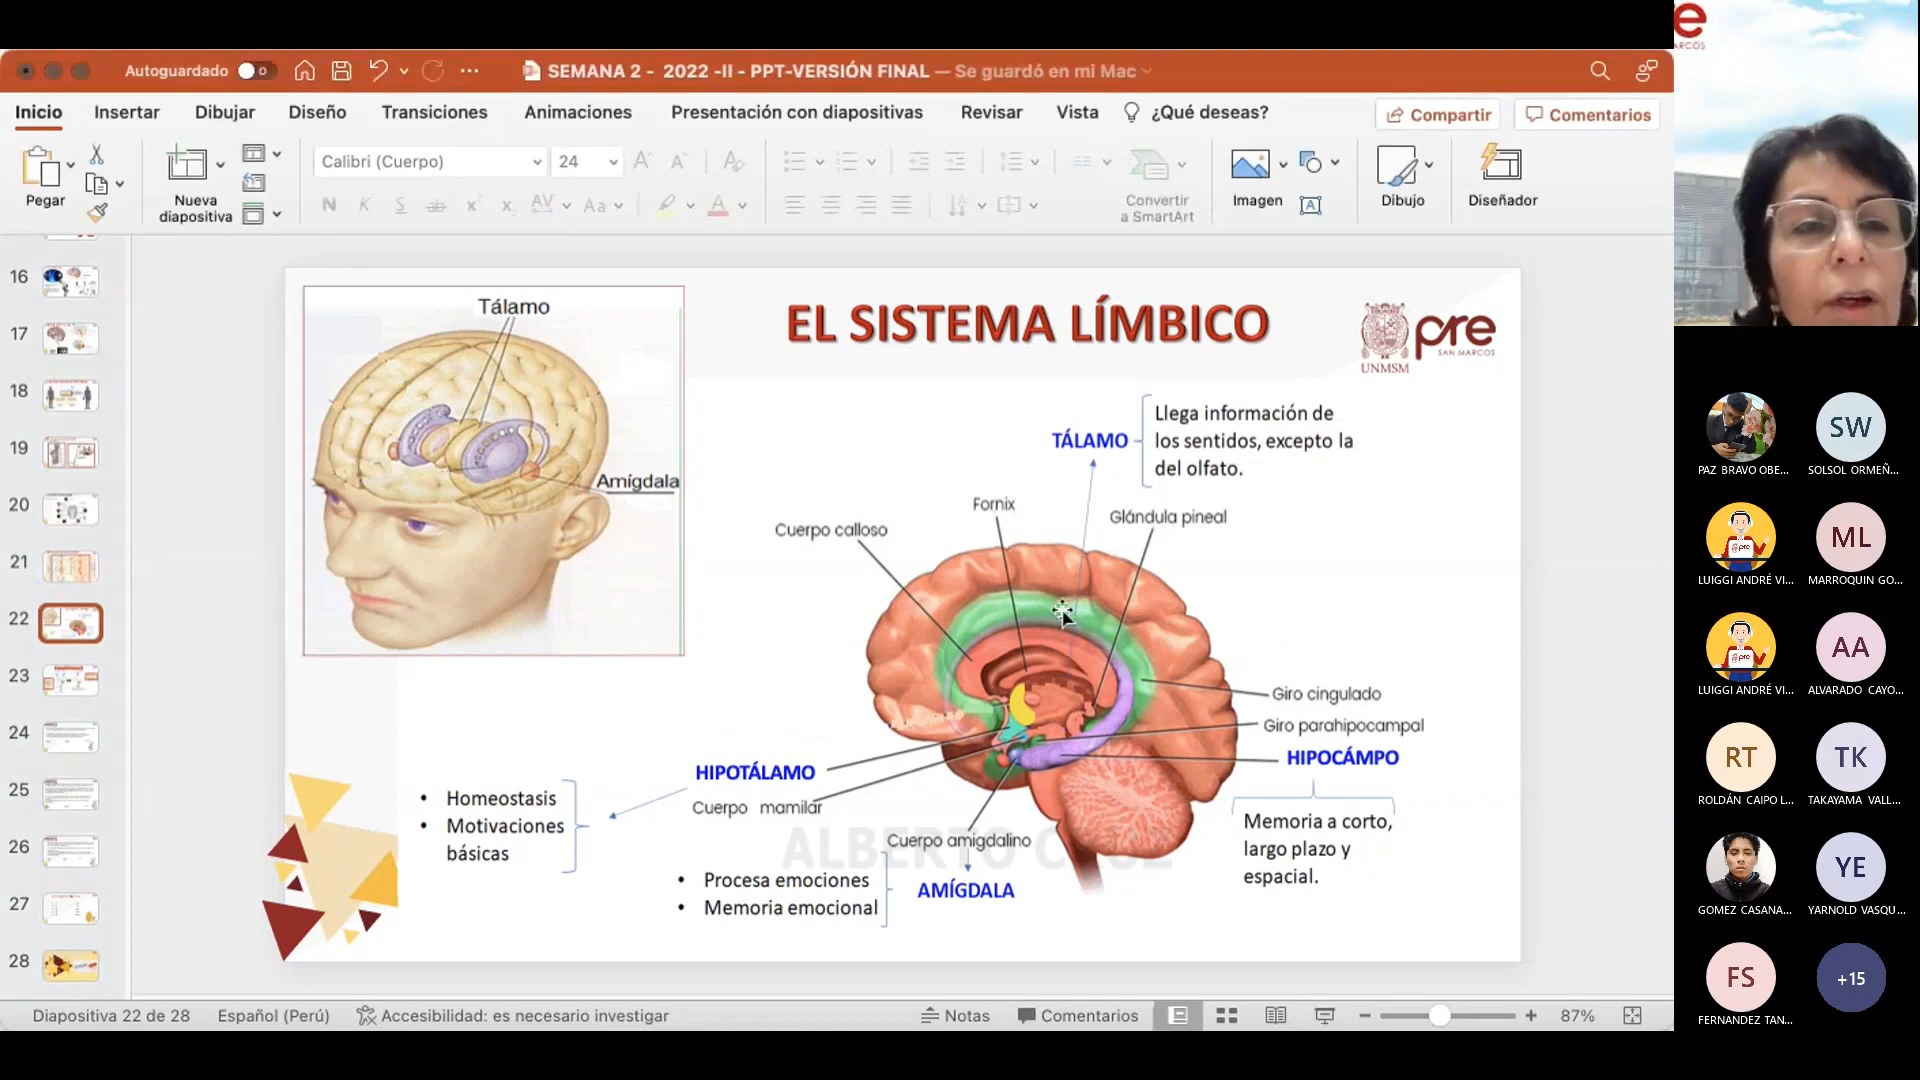 Autoguardado
SEMANA 2 - 2022 -II - PPT-VERSIÓN FINAL — Se guardó en mi Mac
Inicio
Insertar
Dibujar
Diseño
Transiciones
Animaciones
Presentación con diapositivas
Revisar
Vista
¿Qué deseas?
Compartir
Comentarios
Pegar
Nueva
diapositiva
Calibri (Cuerpo)
24
N K S ab x² x₂ AV Aa A
Convertir
a SmartArt
Imagen
Dibujo
Diseñador
16
17
18
19
20
21
22
23
24
25
26
27
28
Tálamo
Amígdala
EL SISTEMA LÍMBICO
UNMSM
pre
SAN MARCOS
TÁLAMO
Llega información de
los sentidos, excepto la
del olfato.
Fornix
Glándula pineal
Cuerpo calloso
Giro cingulado
Giro parahipocampal
HIPOCÁMPO
Memoria a corto,
largo plazo y
espacial.
HIPOTÁLAMO
Cuerpo mamilar
• Homeostasis
• Motivaciones
básicas
Cuerpo amigdalino
AMÍGDALA
• Procesa emociones
• Memoria emocional
Diapositiva 22 de 28
Español (Perú)
Accesibilidad: es necesario investigar
Notas
Comentarios
87%
PAZ BRAVO OBE...
SW
SOLSOL ORMEÑ...
LUIGGI ANDRÉ VI...
ML
MARROQUIN GO...
LUIGGI ANDRÉ VI...
AA
ALVARADO CAYO...
RT
ROLDÁN CAIPO L...
TK
TAKAYAMA VALL...
GOMEZ CASANA...
YE
YARNOLD VASQU...
FS
FERNANDEZ TAN...
+15